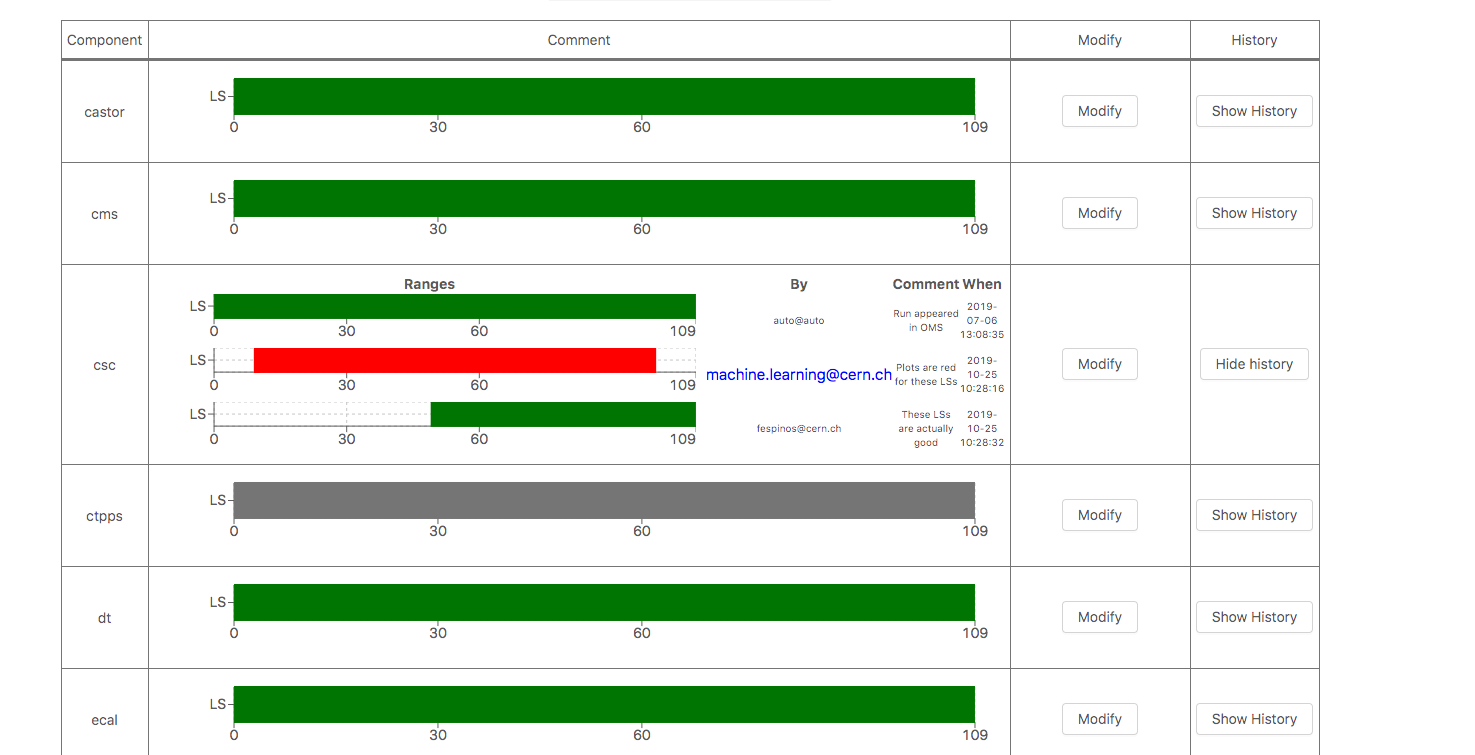 Component Comment Modify History
castor LS Modify Show History
0 30 60 109
cms LS Modify Show History
0 30 60 109
Ranges By Comment When
LS auto@auto Run appeared in OMS 2019-07-06 13:08:35
0 30 60 109
csc LS machine.learning@cern.ch Plots are red for these LSs 2019-10-25 10:28:16 Modify Hide history
0 30 60 109
LS fespinos@cern.ch These LSs are actually good 2019-10-25 10:28:32
0 30 60 109
ctpps LS Modify Show History
0 30 60 109
dt LS Modify Show History
0 30 60 109
ecal LS Modify Show History
0 30 60 109